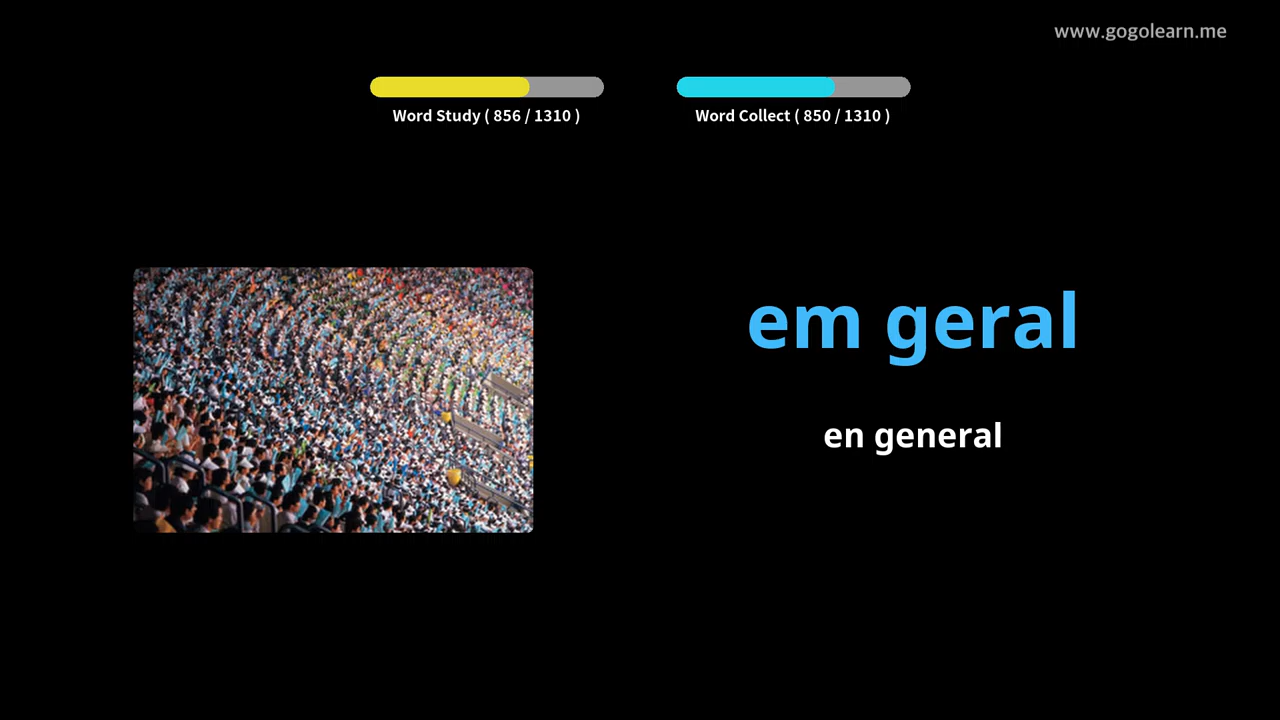 www.gogolearn.me
Word Study ( 856 / 1310 )
Word Collect ( 850 / 1310 )
em geral
en general